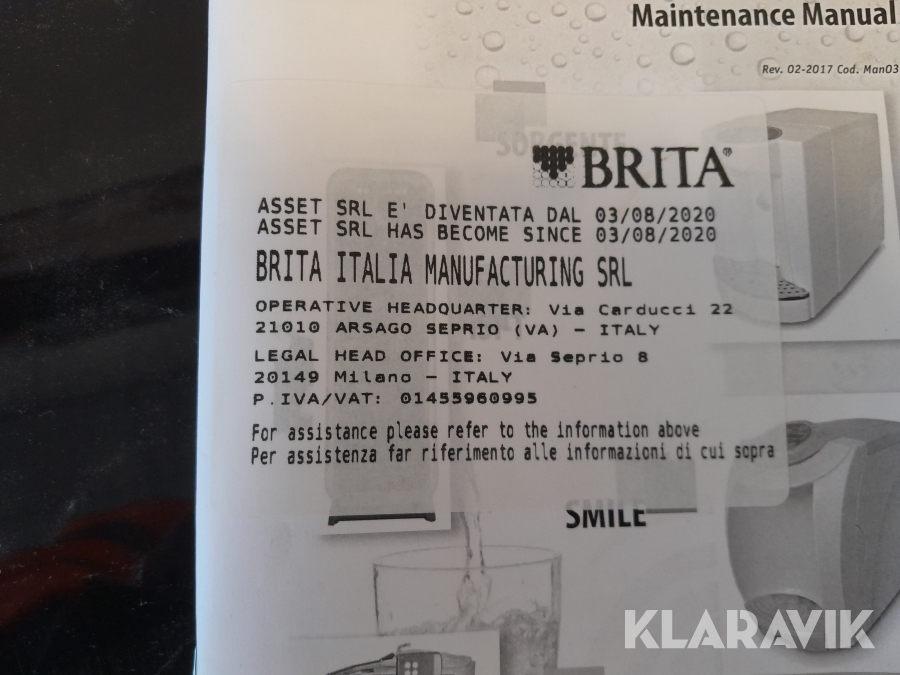 Maintenance Manual
Rev. 02-2017 Cod. Man03
SORGENTE
BRITA®
ASSET SRL E' DIVENTATA DAL 03/08/2020
ASSET SRL HAS BECOME SINCE 03/08/2020
BRITA ITALIA MANUFACTURING SRL
OPERATIVE HEADQUARTER: Via Carducci 22
21010 ARSAGO SEPRIO (VA) - ITALY
LEGAL HEAD OFFICE: Via Seprio 8
20149 Milano - ITALY
P.IVA/VAT: 01455960995
For assistance please refer to the information above
Per assistenza far riferimento alle informazioni di cui sopra
SMILE
KLARAVIK